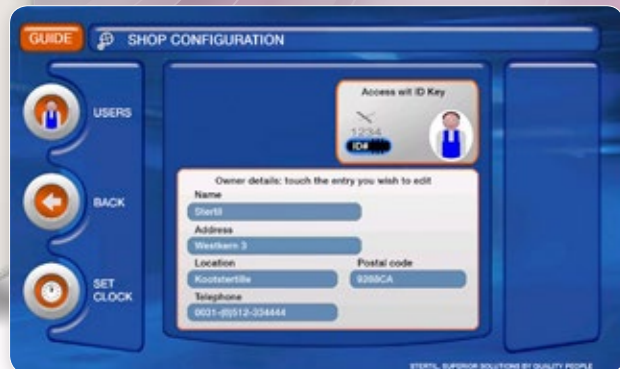 GUIDE
SHOP CONFIGURATION
USERS
BACK
SET
CLOCK
Access wit ID Key
1234
ID#
Owner details: touch the entry you wish to edit
Name
Stertil
Address
Westkern 3
Location
Postal code
Kootstertille
9288CA
Telephone
0031-(0)512-334444
STERTIL, SUPERIOR SOLUTIONS BY QUALITY PEOPLE